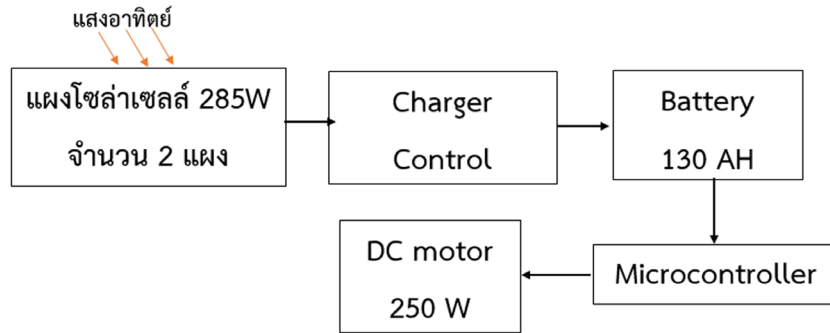 แสงอาทิตย์
แผงโซล่าเซลล์ 285W
จำนวน 2 แผง
Charger
Control
Battery
130 AH
Microcontroller
DC motor
250 W